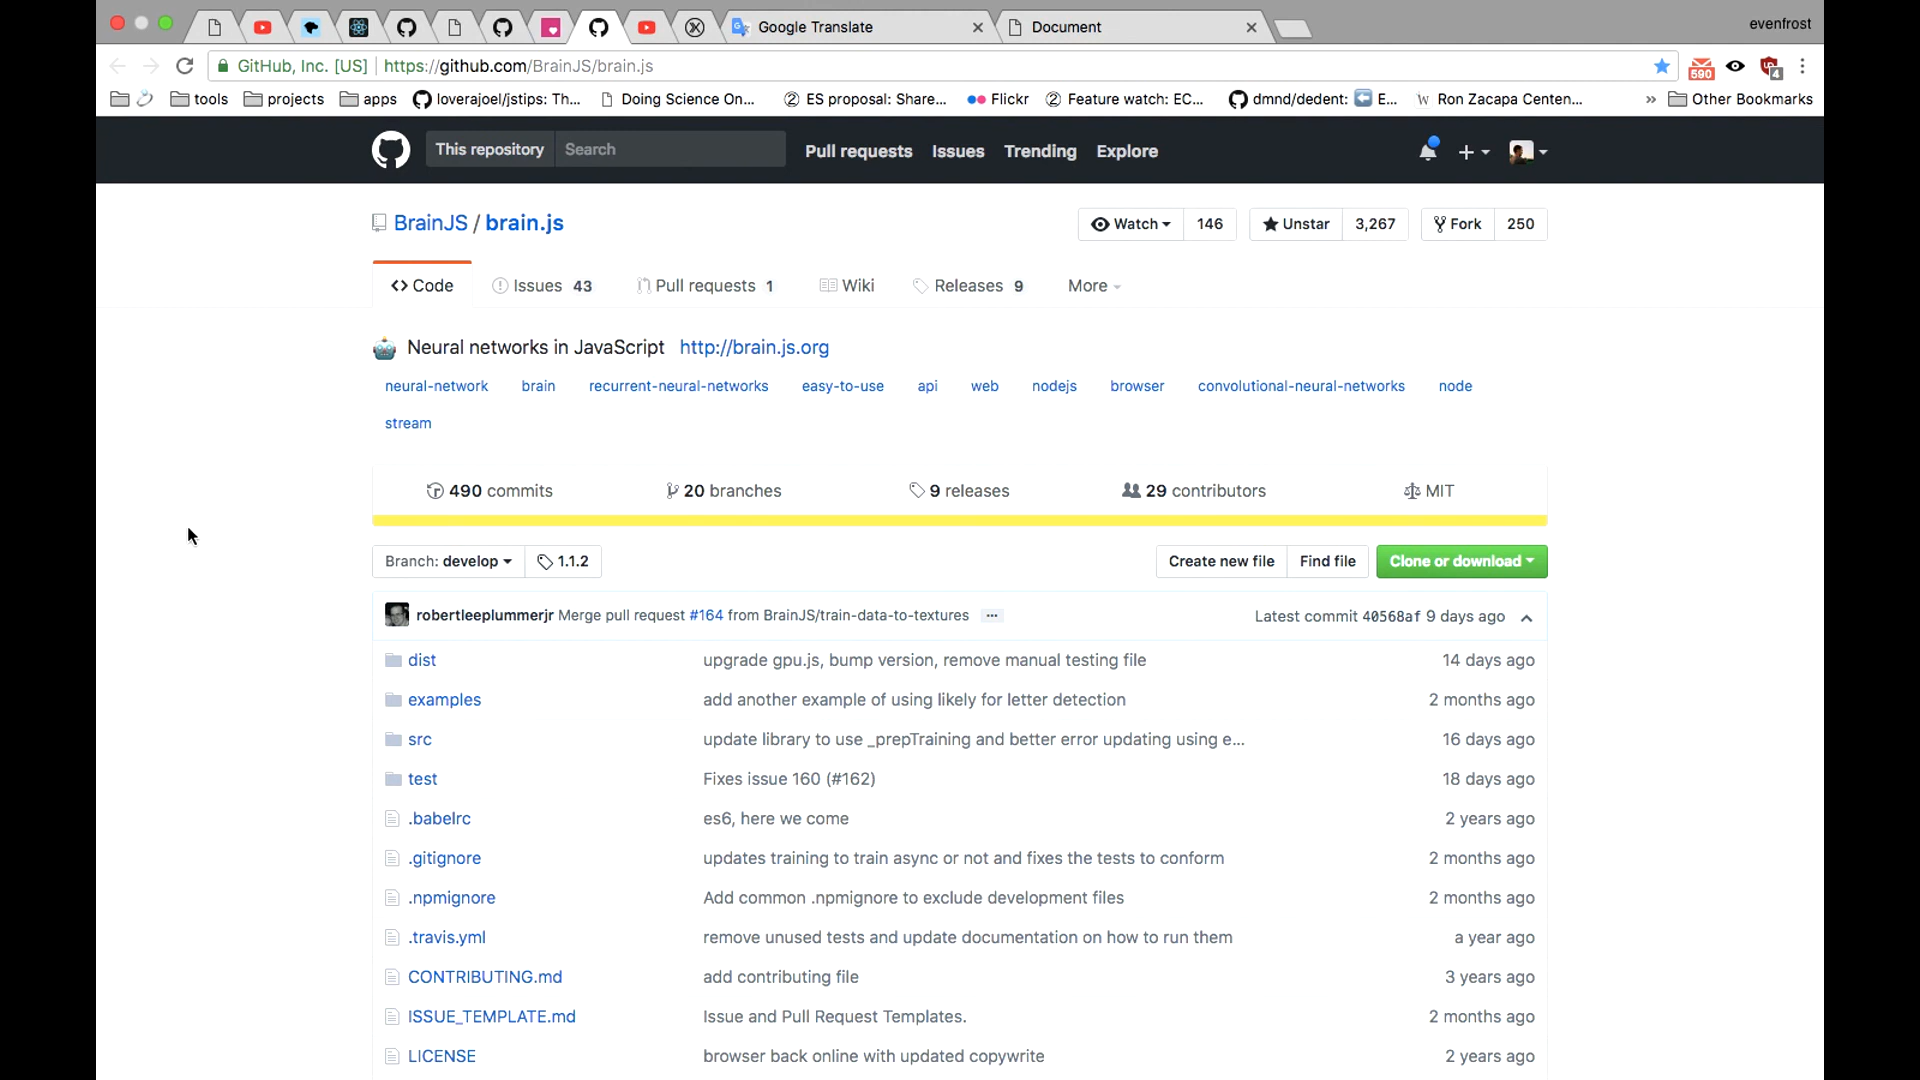 Google Translate
Document
evenfrost
GitHub, Inc. [US] https://github.com/BrainJS/brain.js
590
4
tools projects apps loverajoel/jstips: Th... Doing Science On... ES proposal: Share... Flickr Feature watch: EC... dmnd/dedent: E... Ron Zacapa Centen... » Other Bookmarks
This repository Search Pull requests Issues Trending Explore
BrainJS / brain.js
Watch 146 Unstar 3,267 Fork 250
Code Issues 43 Pull requests 1 Wiki Releases 9 More
Neural networks in JavaScript http://brain.js.org
neural-network brain recurrent-neural-networks easy-to-use api web nodejs browser convolutional-neural-networks node
stream
490 commits 20 branches 9 releases 29 contributors MIT
Branch: develop 1.1.2 Create new file Find file Clone or download
robertleeplummerjr Merge pull request #164 from BrainJS/train-data-to-textures ... Latest commit 40568af 9 days ago
dist upgrade gpu.js, bump version, remove manual testing file 14 days ago
examples add another example of using likely for letter detection 2 months ago
src update library to use _prepTraining and better error updating using e... 16 days ago
test Fixes issue 160 (#162) 18 days ago
.babelrc es6, here we come 2 years ago
.gitignore updates training to train async or not and fixes the tests to conform 2 months ago
.npmignore Add common .npmignore to exclude development files 2 months ago
.travis.yml remove unused tests and update documentation on how to run them a year ago
CONTRIBUTING.md add contributing file 3 years ago
ISSUE_TEMPLATE.md Issue and Pull Request Templates. 2 months ago
LICENSE browser back online with updated copywrite 2 years ago